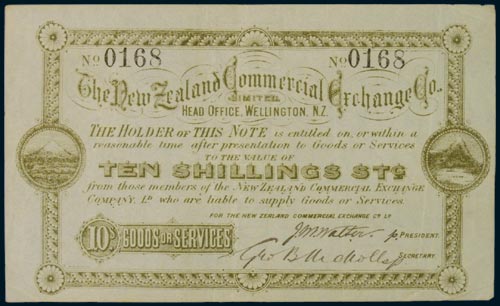 No 0168 No 0168
The New Zealand Commercial Exchange Co.
LIMITED.
HEAD OFFICE, WELLINGTON, N.Z.
THE HOLDER OF THIS NOTE is entitled on, or within a
reasonable time after presentation to Goods or Services
TO THE VALUE OF
TEN SHILLINGS STG
from those members of the NEW ZEALAND COMMERCIAL EXCHANGE
COMPANY, LD who are liable to supply Goods or Services.
FOR THE NEW ZEALAND COMMERCIAL EXCHANGE CO LD
PRESIDENT.
10s GOODS OR SERVICES
Geo B Nicholls
SECRETARY